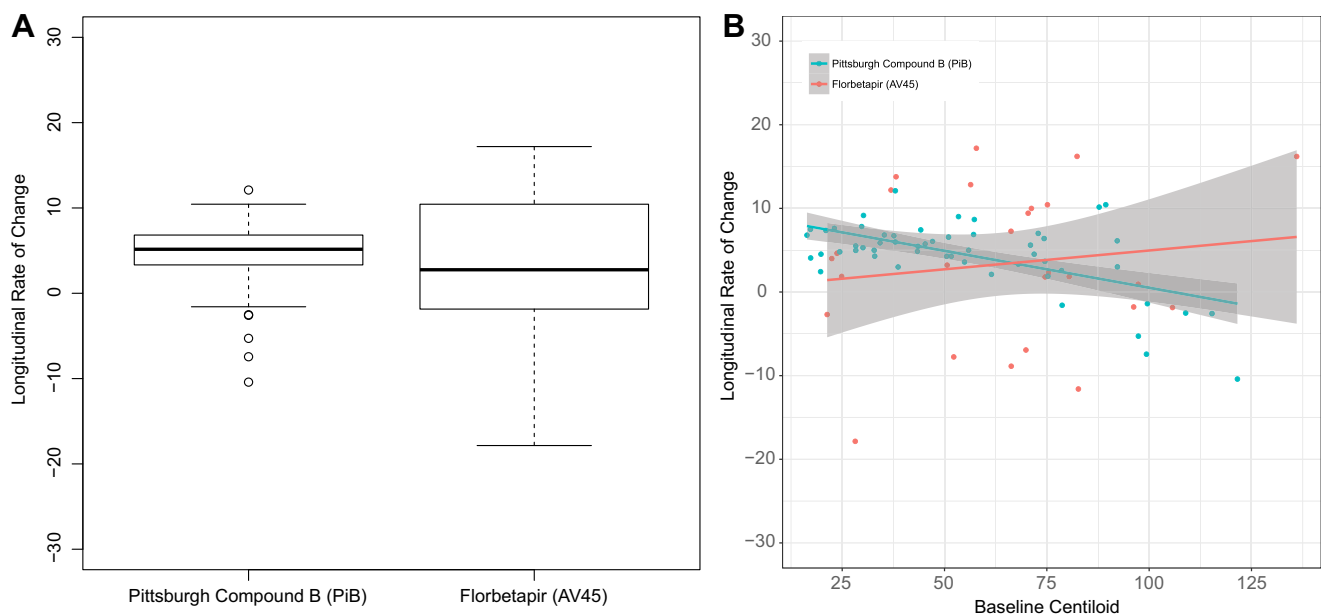 A
Longitudinal Rate of Change
30
20
10
0
−10
−20
−30
Pittsburgh Compound B (PiB)
Florbetapir (AV45)
B
Longitudinal Rate of Change
30
20
10
0
−10
−20
−30
Pittsburgh Compound B (PiB)
Florbetapir (AV45)
25
50
75
100
125
Baseline Centiloid